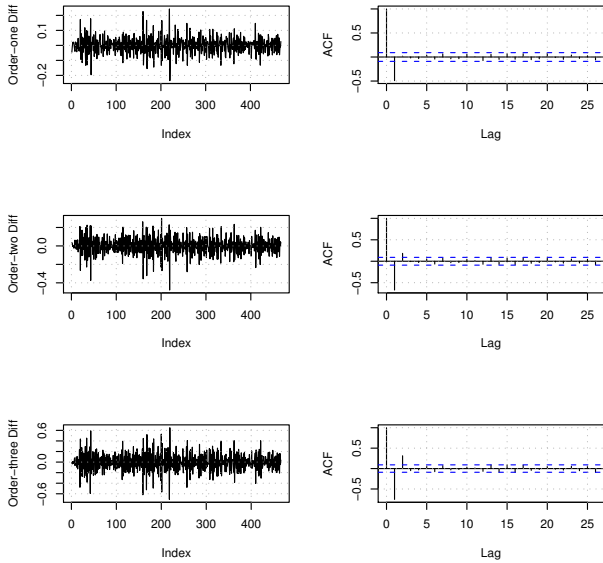 Order−one Diff
−0.2 0.1
0 100 200 300 400
Index
ACF
−0.5 0.5
0 5 10 15 20 25
Lag
Order−two Diff
−0.4 0.0
0 100 200 300 400
Index
ACF
−0.5 0.5
0 5 10 15 20 25
Lag
Order−three Diff
−0.6 0.0 0.6
0 100 200 300 400
Index
ACF
−0.5 0.5
0 5 10 15 20 25
Lag